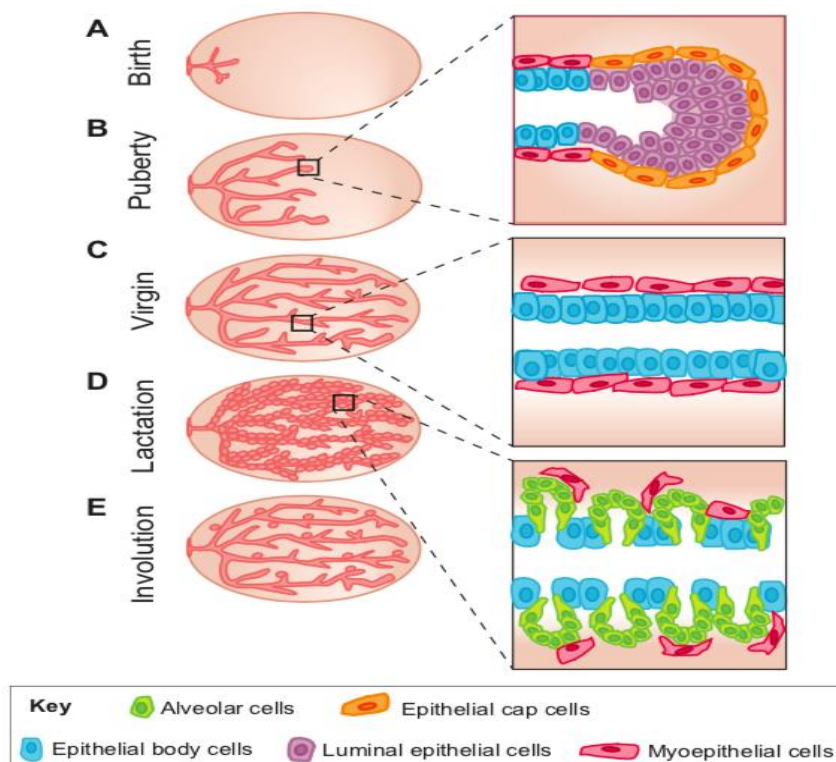 A
Birth
B
Puberty
C
Virgin
D
Lactation
E
Involution
Key
Alveolar cells
Epithelial cap cells
Epithelial body cells
Luminal epithelial cells
Myoepithelial cells